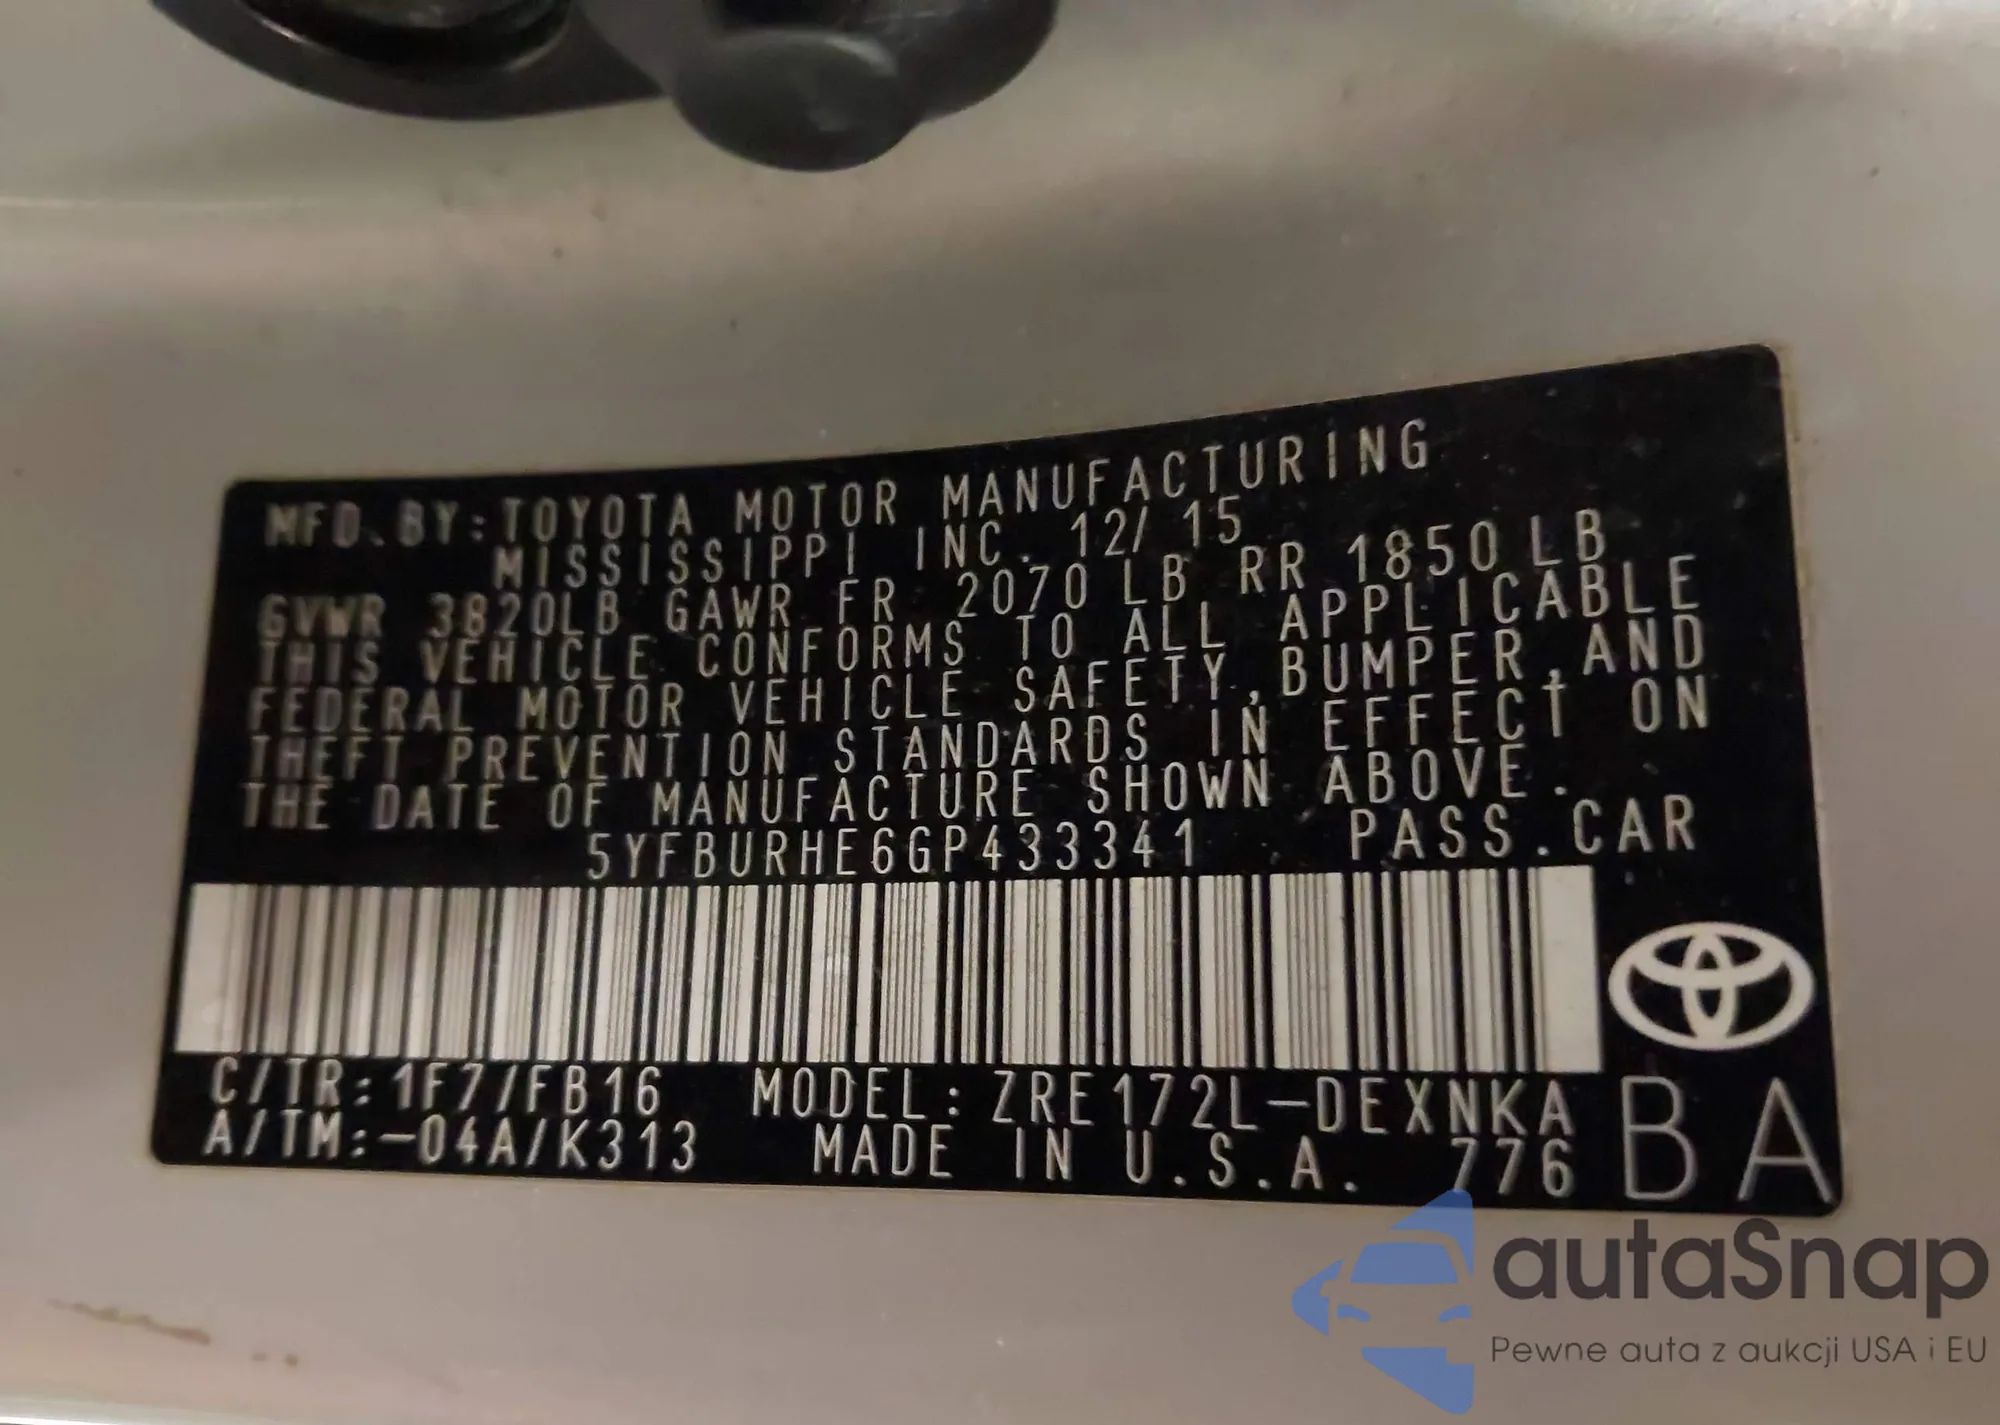 MFD. BY: TOYOTA MOTOR MANUFACTURING
MISSISSIPPI INC. 12/ 15
GVWR 3820LB GAWR FR 2070 LB RR 1850 LB
THIS VEHICLE CONFORMS TO ALL APPLICABLE
FEDERAL MOTOR VEHICLE SAFETY, BUMPER, AND
THEFT PREVENTION STANDARDS IN EFFECT ON
THE DATE OF MANUFACTURE SHOWN ABOVE.
5YFBURHE6GP433341 PASS. CAR
C/TR: 1F7/FB16 MODEL: ZRE172L-DEXNKA
A/TM:-04A/K313 MADE IN U.S.A. 776
BA
autaSnap
Pewne auta z aukcji USA i EU